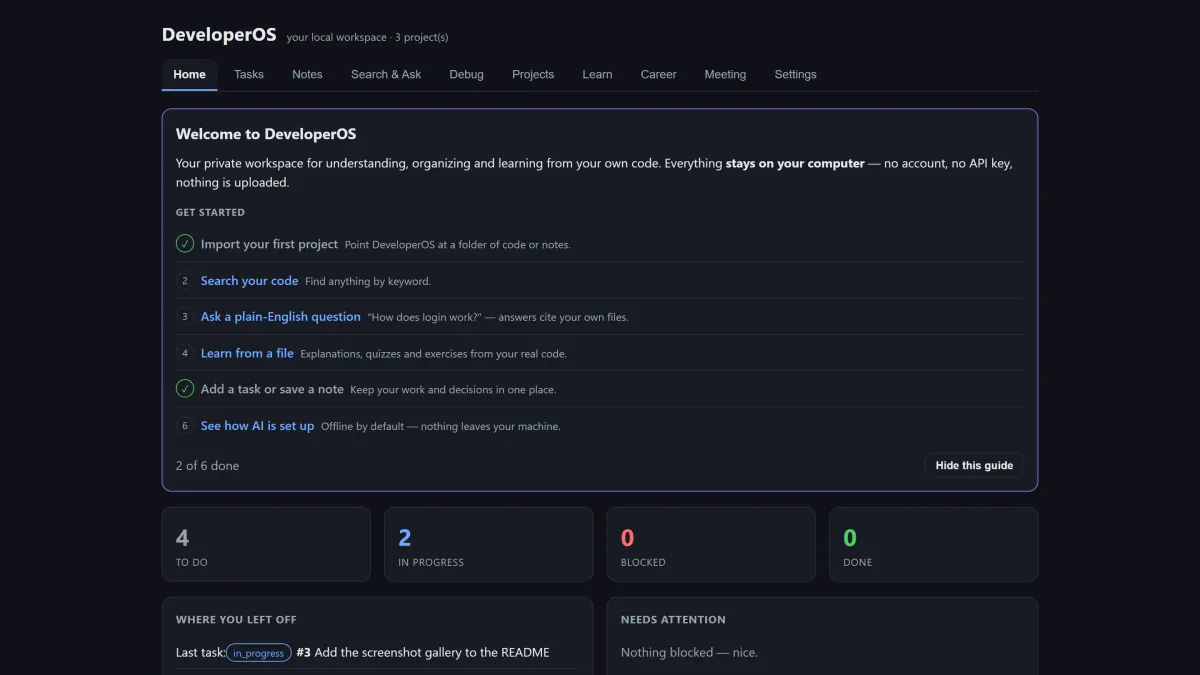 DeveloperOS your local workspace · 3 project(s)
Home Tasks Notes Search & Ask Debug Projects Learn Career Meeting Settings
Welcome to DeveloperOS
Your private workspace for understanding, organizing and learning from your own code. Everything stays on your computer — no account, no API key,
nothing is uploaded.
GET STARTED
✓ Import your first project Point DeveloperOS at a folder of code or notes.
2 Search your code Find anything by keyword.
3 Ask a plain-English question "How does login work?" — answers cite your own files.
4 Learn from a file Explanations, quizzes and exercises from your real code.
✓ Add a task or save a note Keep your work and decisions in one place.
6 See how AI is set up Offline by default — nothing leaves your machine.
2 of 6 done Hide this guide
4 2 0 0
TO DO IN PROGRESS BLOCKED DONE
WHERE YOU LEFT OFF NEEDS ATTENTION
Last task: in_progress #3 Add the screenshot gallery to the README Nothing blocked — nice.